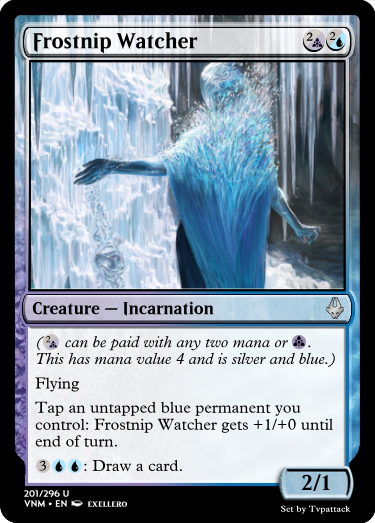 Frostnip Watcher
2 2
Creature — Incarnation
(2 can be paid with any two mana or .
This has mana value 4 and is silver and blue.)
Flying
Tap an untapped blue permanent you
control: Frostnip Watcher gets +1/+0 until
end of turn.
3 : Draw a card.
2/1
201/296 U
VNM • EN EXELLERO
Set by Tvpattack